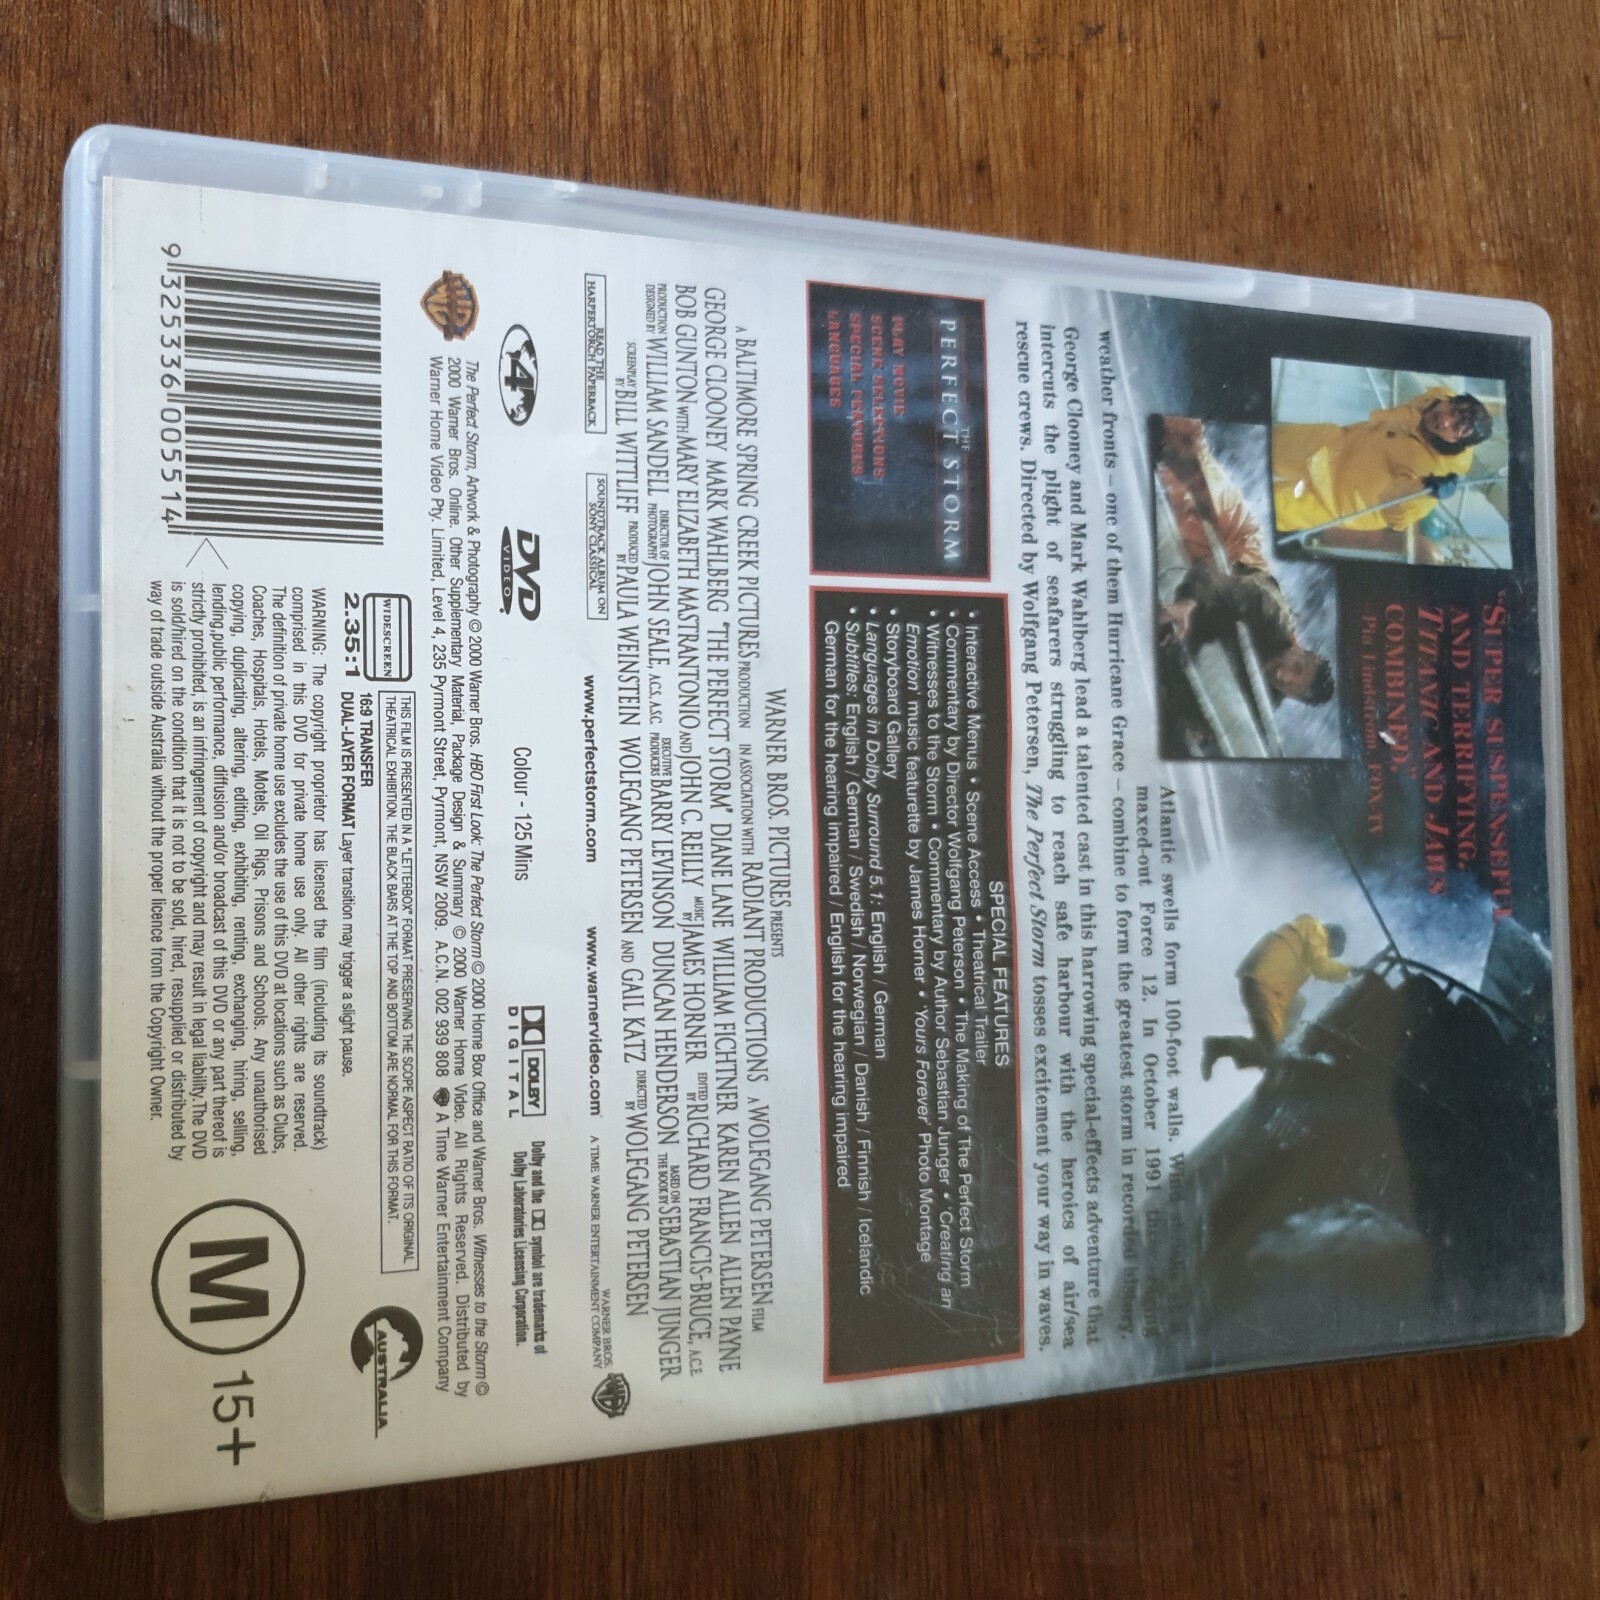 "SUPER SUSPENSEFUL
AND TERRIFYING.
TITANIC AND JAWS
COMBINED."
Pia Lindstrom, FOX-TV
Atlantic swells form 100-foot walls. Wind
maxed-out Force 12. In October 1991
weather fronts – one of them Hurricane Grace – combine to form the greatest storm in recorded history.
George Clooney and Mark Wahlberg lead a talented cast in this harrowing special-effects adventure that
intercuts the plight of seafarers struggling to reach safe harbour with the heroics of air/sea
rescue crews. Directed by Wolfgang Petersen, The Perfect Storm tosses excitement your way in waves.
THE
PERFECT STORM
PLAY MOVIE
SCENE SELECTIONS
SPECIAL FEATURES
LANGUAGES
SPECIAL FEATURES
• Interactive Menus • Scene Access • Theatrical Trailer
• Commentary by Director Wolfgang Peterson • The Making of The Perfect Storm
• Witnesses to the Storm • Commentary by Author Sebastian Junger • 'Creating an
Emotion' music featurette by James Horner • 'Yours Forever' Photo Montage
• Storyboard Gallery
• Languages in Dolby Surround 5.1: English / German
• Subtitles: English / German / Swedish / Norwegian / Danish / Finnish / Icelandic
German for the hearing impaired / English for the hearing impaired
WARNER BROS. PICTURES PRESENTS
A BALTIMORE SPRING CREEK PICTURES PRODUCTION IN ASSOCIATION WITH RADIANT PRODUCTIONS A WOLFGANG PETERSEN FILM
GEORGE CLOONEY MARK WAHLBERG "THE PERFECT STORM" DIANE LANE WILLIAM FICHTNER KAREN ALLEN ALLEN PAYNE
BOB GUNTON WITH MARY ELIZABETH MASTRANTONIO AND JOHN C. REILLY MUSIC BY JAMES HORNER EDITED BY RICHARD FRANCIS-BRUCE, A.C.E.
PRODUCTION DESIGNED BY WILLIAM SANDELL DIRECTOR OF PHOTOGRAPHY JOHN SEALE, A.C.S. A.S.C. EXECUTIVE PRODUCERS BARRY LEVINSON DUNCAN HENDERSON BASED ON THE BOOK BY SEBASTIAN JUNGER
SCREENPLAY BY BILL WITTLIFF PRODUCED BY PAULA WEINSTEIN WOLFGANG PETERSEN AND GAIL KATZ DIRECTED BY WOLFGANG PETERSEN
READ THE
HARPERTORCH PAPERBACK
SOUNDTRACK ALBUM ON
SONY CLASSICAL
www.perfectstorm.com
www.warnervideo.com
WARNER BROS.
A TIME WARNER ENTERTAINMENT COMPANY
4
DVD
VIDEO
Colour - 125 Mins
DOLBY
DIGITAL
Dolby and the DD symbol are trademarks of
Dolby Laboratories Licensing Corporation.
The Perfect Storm, Artwork & Photography © 2000 Warner Bros. HBO First Look: The Perfect Storm © 2000 Home Box Office and Warner Bros. Witnesses to the Storm ©
2000 Warner Bros. Online. Other Supplementary Material, Package Design & Summary © 2000 Warner Home Video. All Rights Reserved. Distributed by
Warner Home Video Pty. Limited, Level 4, 235 Pyrmont Street, Pyrmont, NSW 2009. A.C.N. 002 939 808 A Time Warner Entertainment Company
WIDESCREEN
2.35:1
THIS FILM IS PRESENTED IN A "LETTERBOX" FORMAT PRESERVING THE SCOPE ASPECT RATIO OF ITS ORIGINAL
THEATRICAL EXHIBITION. THE BLACK BARS AT THE TOP AND BOTTOM ARE NORMAL FOR THIS FORMAT.
16:9 TRANSFER
DUAL-LAYER FORMAT Layer transition may trigger a slight pause.
WARNING: The copyright proprietor has licensed the film (including its soundtrack)
comprised in this DVD for private home use only. All other rights are reserved.
The definition of private home use excludes the use of this DVD at locations such as Clubs,
Coaches, Hospitals, Hotels, Motels, Oil Rigs, Prisons and Schools. Any unauthorised
copying, duplicating, altering, editing, exhibiting, renting, exchanging, hiring, selling,
lending, public performance, diffusion and/or broadcast of this DVD or any part thereof is
strictly prohibited, is an infringement of copyright and may result in legal liability. The DVD
is sold/hired on the condition that it is not to be sold, hired, resupplied or distributed by
way of trade outside Australia without the proper licence from the Copyright Owner.
9 325336 005514
AUSTRALIA
M 15+